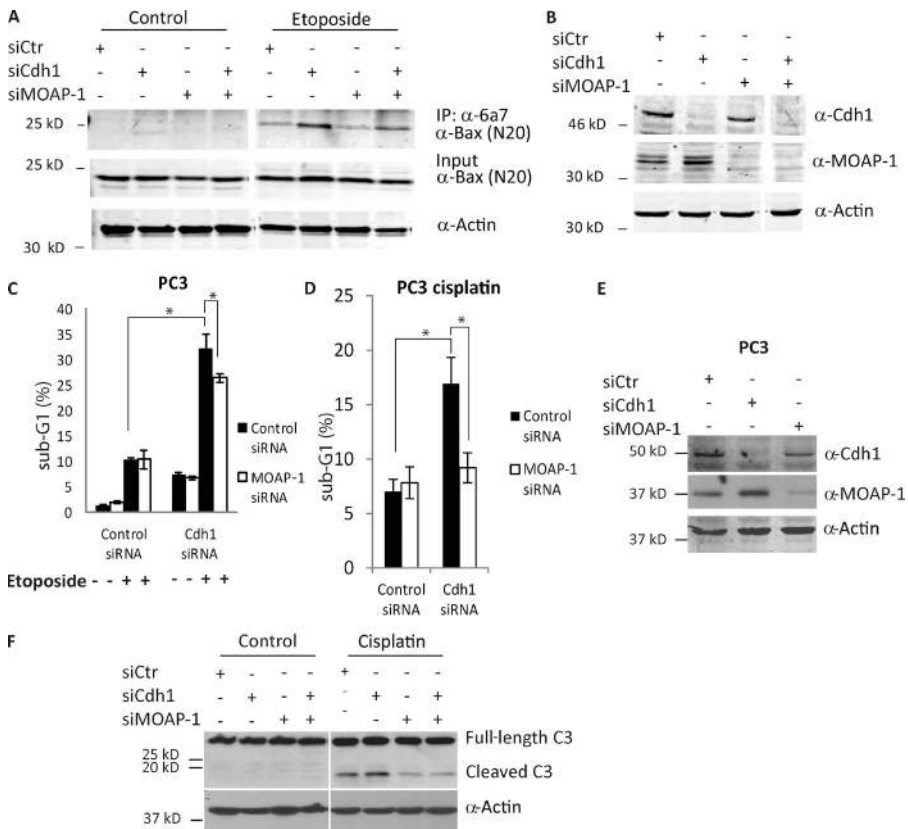 A
Control
Etoposide
siCtr + - - - + - - -
siCdh1 - + - + - + - +
siMOAP-1 - - + + - - + +
25 kD
IP: α-6a7
α-Bax (N20)
25 kD
Input
α-Bax (N20)
α-Actin
30 kD
B
siCtr + - - -
siCdh1 - + - +
siMOAP-1 - - + +
46 kD
α-Cdh1
α-MOAP-1
30 kD
α-Actin
30 kD
C
PC3
sub-G1 (%)
40
35
30
25
20
15
10
5
0
*
*
Control siRNA
MOAP-1 siRNA
Control siRNA
Cdh1 siRNA
Etoposide - - + + - - + +
D
PC3 cisplatin
sub-G1 (%)
25
20
15
10
5
0
*
*
Control siRNA
MOAP-1 siRNA
Control siRNA
Cdh1 siRNA
E
PC3
siCtr + - -
siCdh1 - + -
siMOAP-1 - - +
50 kD
α-Cdh1
37 kD
α-MOAP-1
37 kD
α-Actin
F
Control
Cisplatin
siCtr + - - - + - - -
siCdh1 - + - + - + - +
siMOAP-1 - - + + - - + +
Full-length C3
25 kD
20 kD
Cleaved C3
37 kD
α-Actin